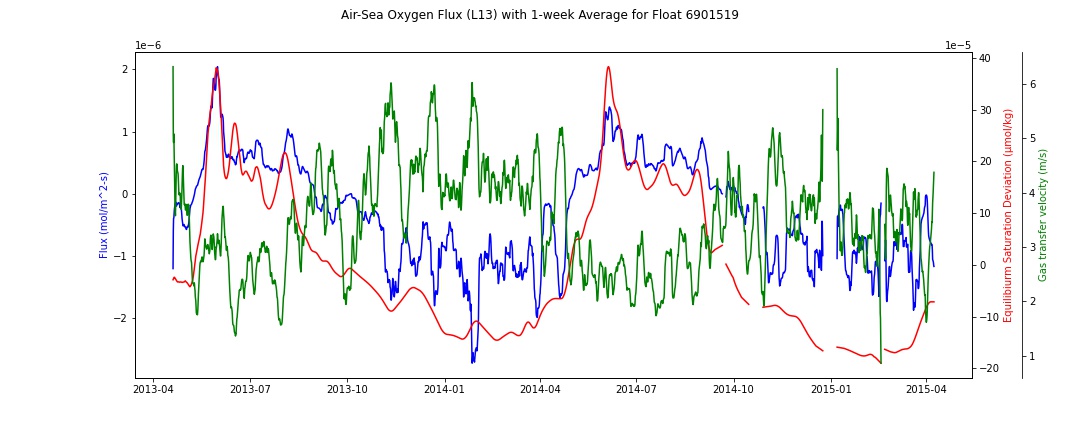 Air-Sea Oxygen Flux (L13) with 1-week Average for Float 6901519
1e−6
1e−5
2
1
0
−1
−2
Flux (mol/m^2-s)
40
30
20
10
0
−10
−20
Equilibium Saturation Deviation (μmol/kg)
6
5
4
3
2
1
Gas transfer velocity (m/s)
2013-04 2013-07 2013-10 2014-01 2014-04 2014-07 2014-10 2015-01 2015-04